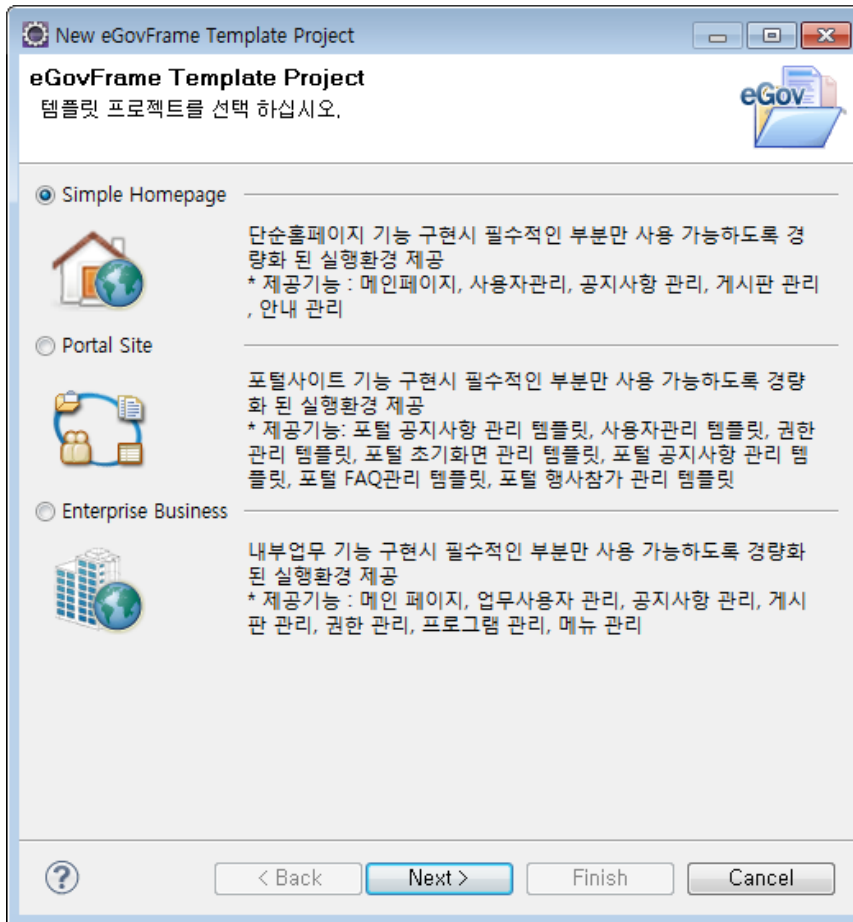 New eGovFrame Template Project
eGovFrame Template Project
템플릿 프로젝트를 선택 하십시오.
eGov
Simple Homepage
단순홈페이지 기능 구현시 필수적인 부분만 사용 가능하도록 경
량화 된 실행환경 제공
* 제공기능 : 메인페이지, 사용자관리, 공지사항 관리, 게시판 관리
, 안내 관리
Portal Site
포털사이트 기능 구현시 필수적인 부분만 사용 가능하도록 경량
화 된 실행환경 제공
* 제공기능: 포털 공지사항 관리 템플릿, 사용자관리 템플릿, 권한
관리 템플릿, 포털 초기화면 관리 템플릿, 포털 공지사항 관리 템
플릿, 포털 FAQ관리 템플릿, 포털 행사참가 관리 템플릿
Enterprise Business
내부업무 기능 구현시 필수적인 부분만 사용 가능하도록 경량화
된 실행환경 제공
* 제공기능 : 메인 페이지, 업무사용자 관리, 공지사항 관리, 게시
판 관리, 권한 관리, 프로그램 관리, 메뉴 관리
?
< Back
Next >
Finish
Cancel